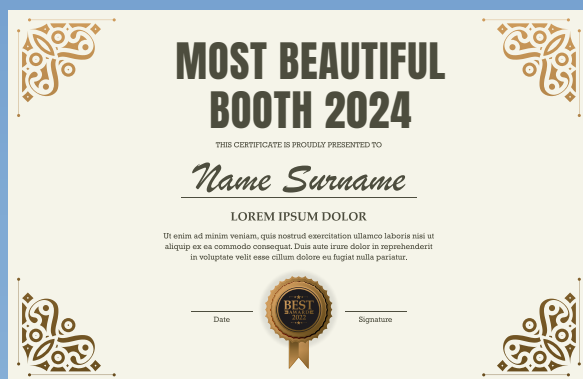 MOST BEAUTIFUL
BOOTH 2024
THIS CERTIFICATE IS PROUDLY PRESENTED TO
Name Surname
LOREM IPSUM DOLOR
Ut enim ad minim veniam, quis nostrud exercitation ullamco laboris nisi ut
aliquip ex ea commodo consequat. Duis aute irure dolor in reprehenderit
in voluptate velit esse cillum dolore eu fugiat nulla pariatur.
BEST
AWARD
2022
Date
Signature